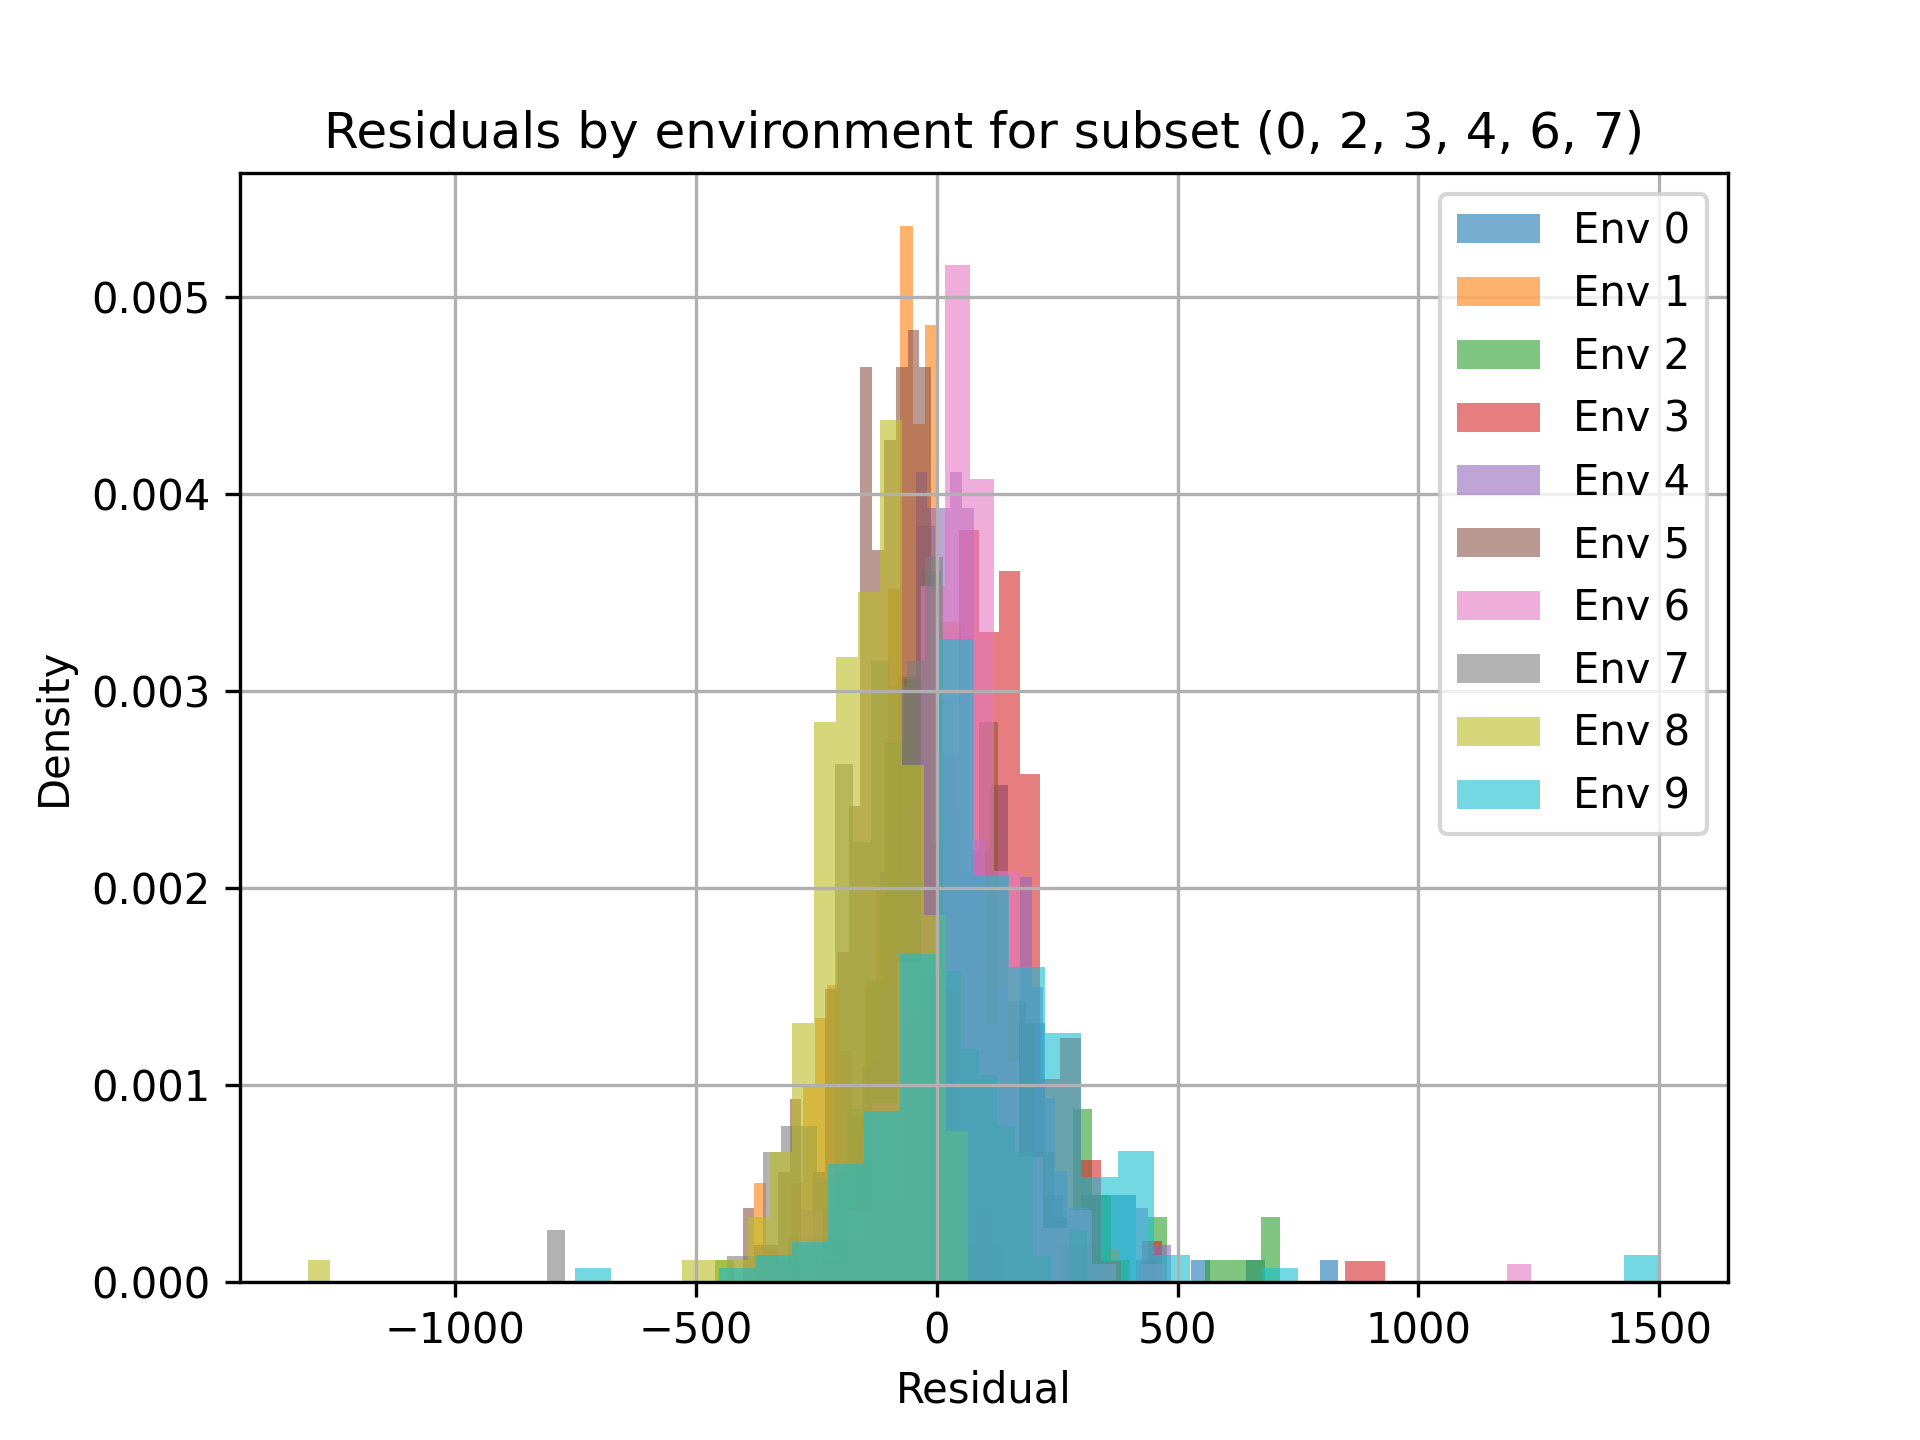 Residuals by environment for subset (0, 2, 3, 4, 6, 7)
Env 0
Env 1
Env 2
Env 3
Env 4
Env 5
Env 6
Env 7
Env 8
Env 9
0.005
0.004
0.003
0.002
0.001
0.000
Density
−1000
−500
0
500
1000
1500
Residual